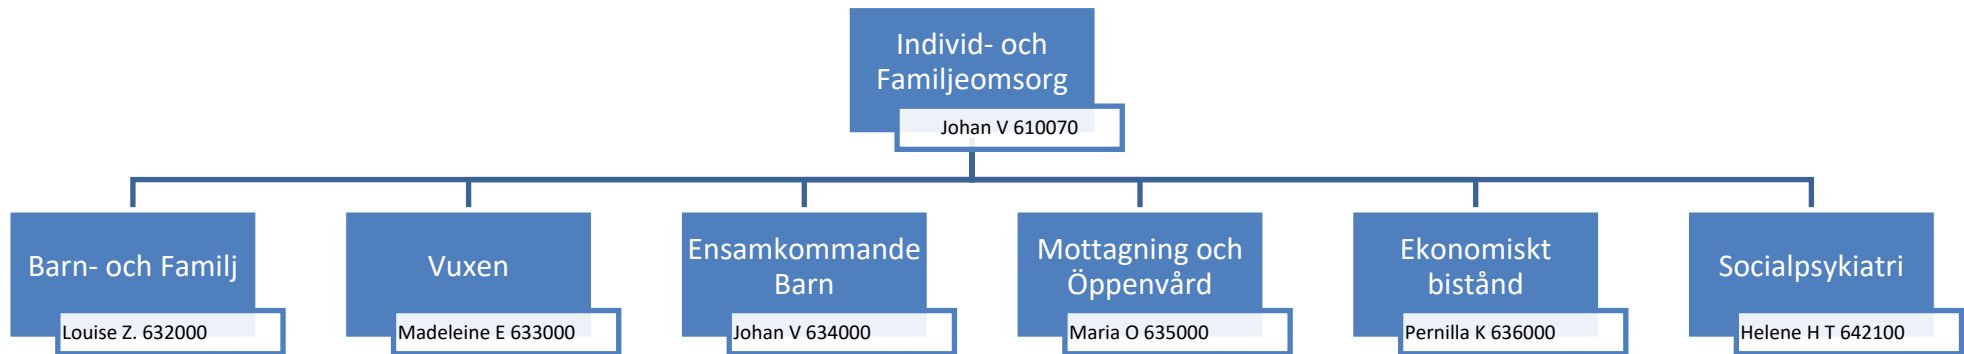 Individ- och
Familjeomsorg
Johan V 610070
Barn- och Familj
Louise Z. 632000
Vuxen
Madeleine E 633000
Ensamkommande
Barn
Johan V 634000
Mottagning och
Öppenvård
Maria O 635000
Ekonomiskt
bistånd
Pernilla K 636000
Socialpsykiatri
Helene H T 642100